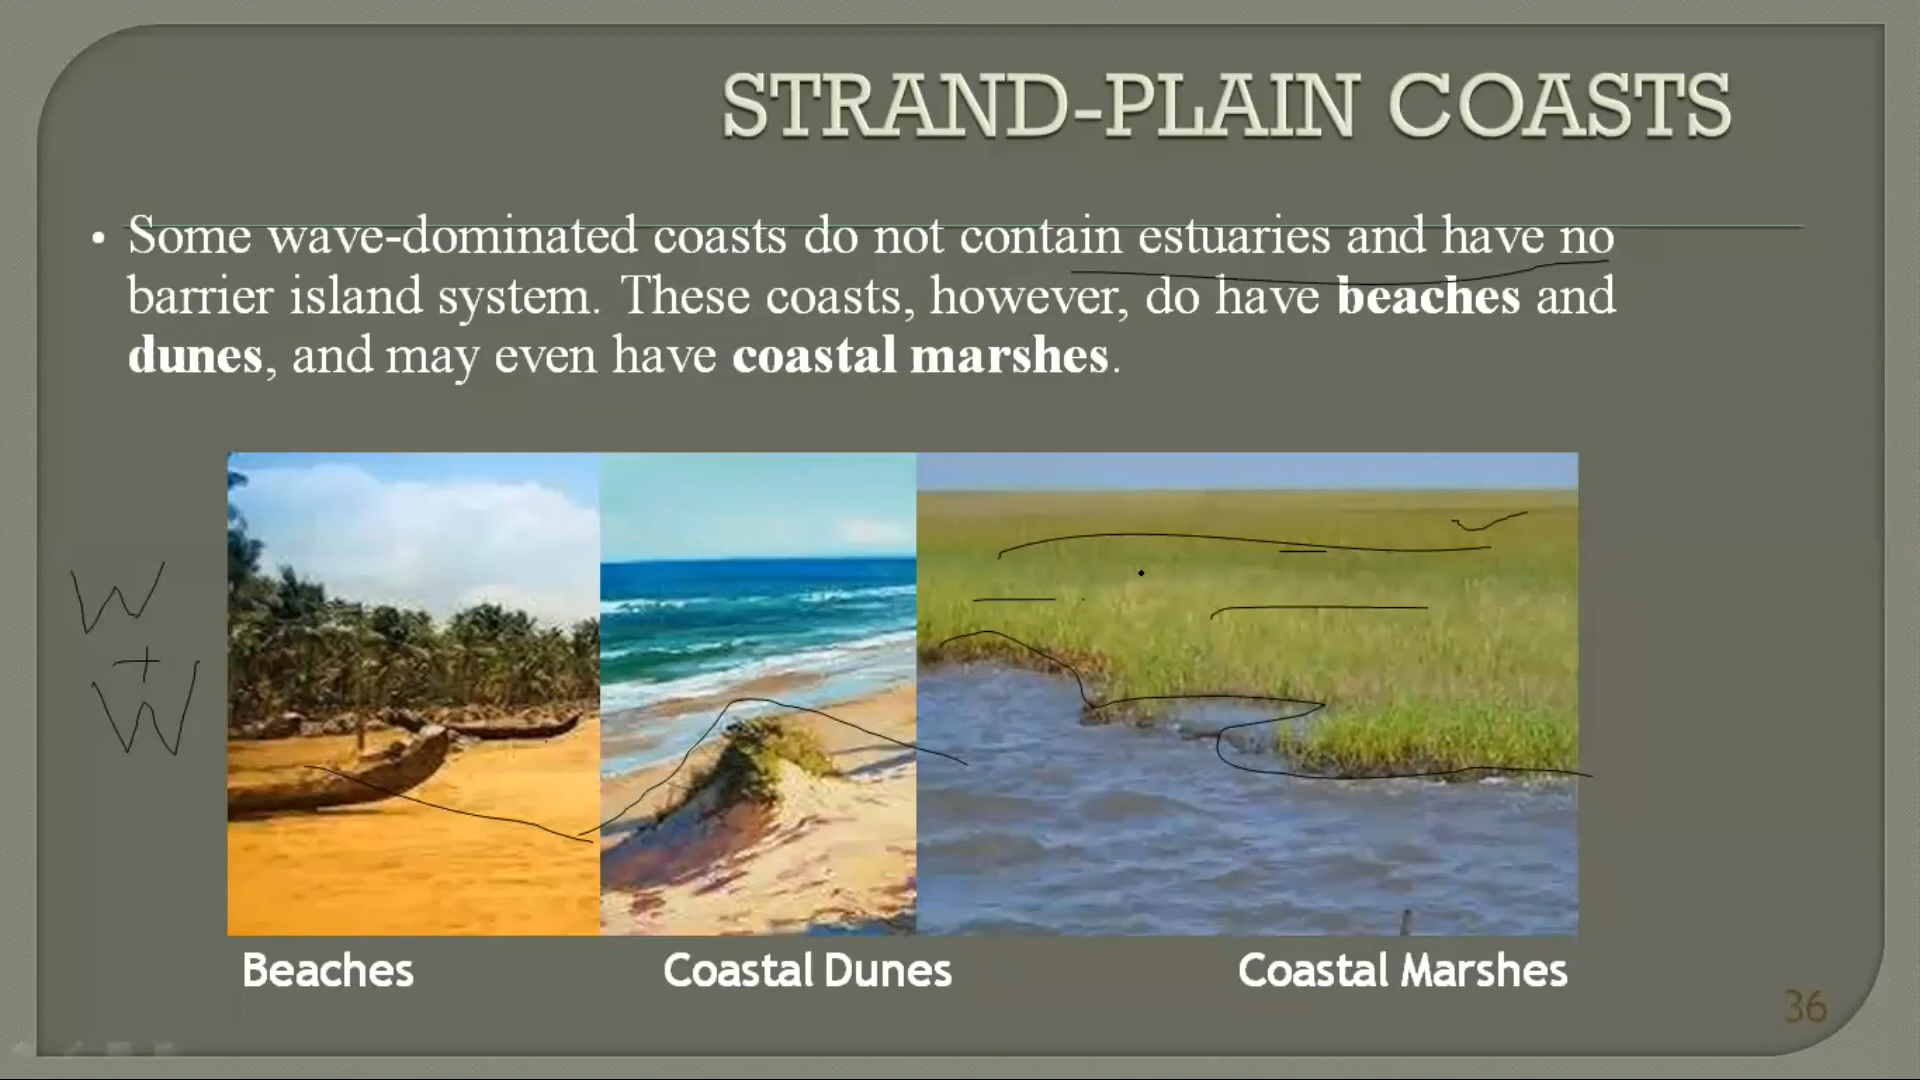 STRAND-PLAIN COASTS
• Some wave-dominated coasts do not contain estuaries and have no
barrier island system. These coasts, however, do have beaches and
dunes, and may even have coastal marshes.
W
+
W
Beaches Coastal Dunes Coastal Marshes
36